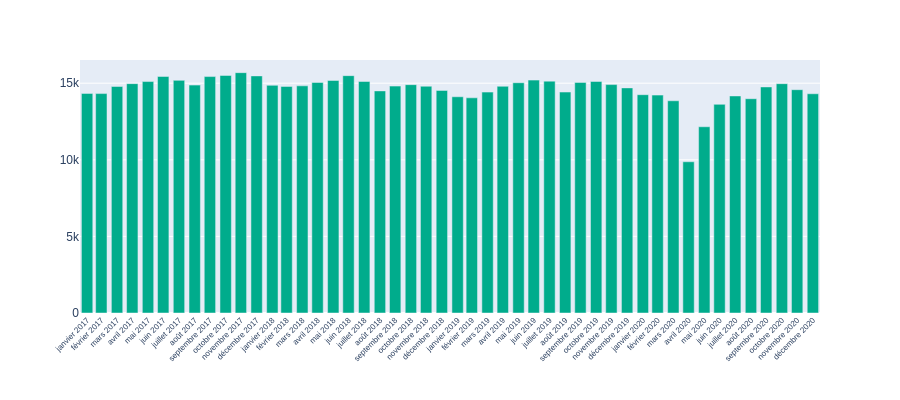 15k
10k
5k
0
janvier 2017
février 2017
mars 2017
avril 2017
mai 2017
juin 2017
juillet 2017
août 2017
septembre 2017
octobre 2017
novembre 2017
décembre 2017
janvier 2018
février 2018
mars 2018
avril 2018
mai 2018
juin 2018
juillet 2018
août 2018
septembre 2018
octobre 2018
novembre 2018
décembre 2018
janvier 2019
février 2019
mars 2019
avril 2019
mai 2019
juin 2019
juillet 2019
août 2019
septembre 2019
octobre 2019
novembre 2019
décembre 2019
janvier 2020
février 2020
mars 2020
avril 2020
mai 2020
juin 2020
juillet 2020
août 2020
septembre 2020
octobre 2020
novembre 2020
décembre 2020